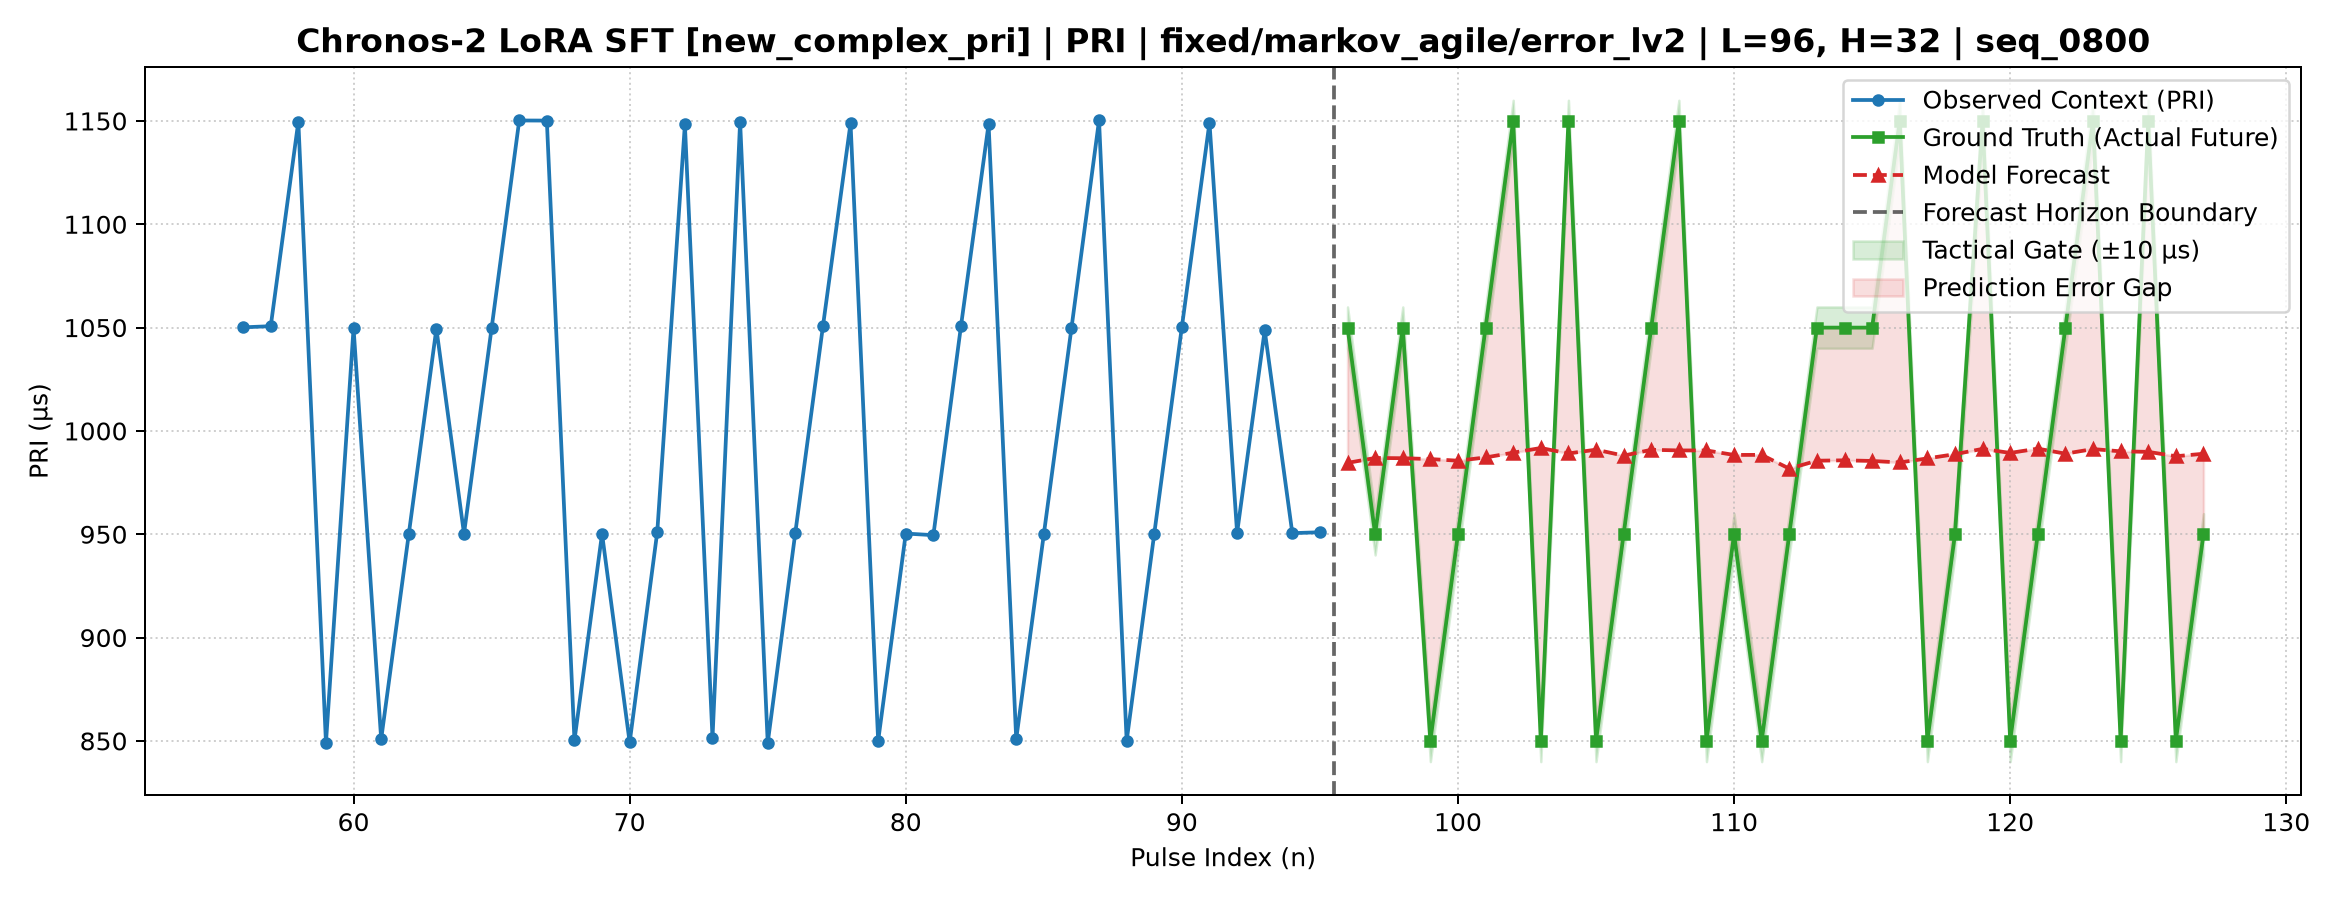 Chronos-2 LoRA SFT [new_complex_pri] | PRI | fixed/markov_agile/error_lv2 | L=96, H=32 | seq_0800
Observed Context (PRI)
Ground Truth (Actual Future)
Model Forecast
Forecast Horizon Boundary
Tactical Gate (±10 μs)
Prediction Error Gap
PRI (μs)
1150
1100
1050
1000
950
900
850
60
70
80
90
100
110
120
130
Pulse Index (n)